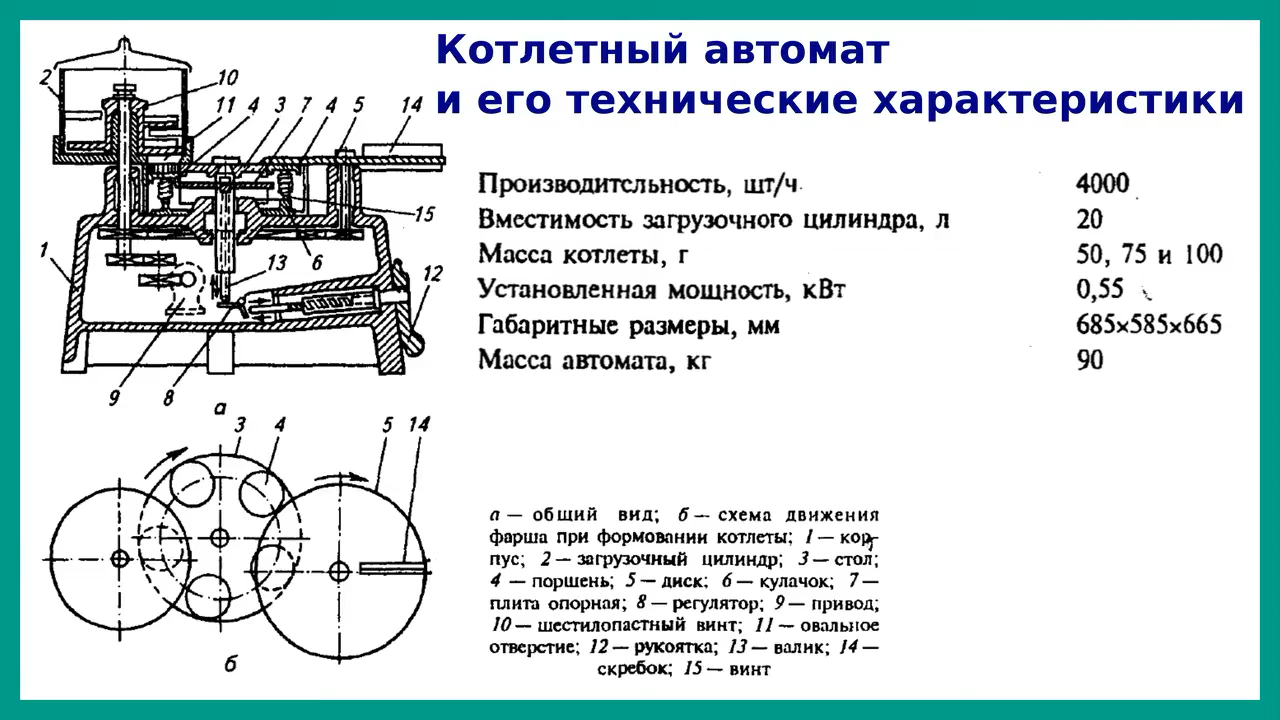 Котлетный автомат
и его технические характеристики
2
10
11 4 3 7 4 5 14
15
1
13 6 12
9 8
а
3 4 5 14
б
Производительность, шт/ч 4000
Вместимость загрузочного цилиндра, л 20
Масса котлеты, г 50, 75 и 100
Установленная мощность, кВт 0,55
Габаритные размеры, мм 685×585×665
Масса автомата, кг 90
а — общий вид; б — схема движения
фарша при формовании котлеты; 1 — кор-
пус; 2 — загрузочный цилиндр; 3 — стол;
4 — поршень; 5 — диск; 6 — кулачок; 7 —
плита опорная; 8 — регулятор; 9 — привод;
10 — шестилопастный винт; 11 — овальное
отверстие; 12 — рукоятка; 13 — валик; 14 —
скребок; 15 — винт